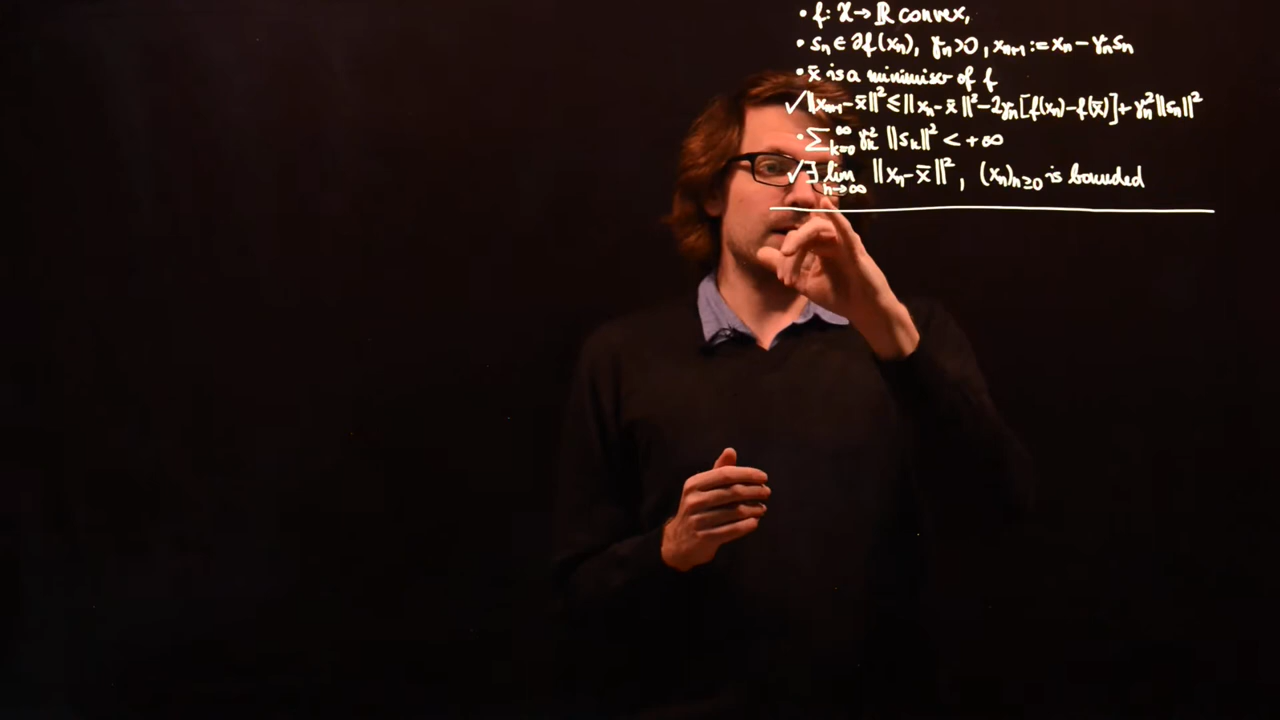 • f: X → ℝ convex,
• sₙ ∈ ∂f(xₙ), γₙ > 0, xₙ₊₁ := xₙ − γₙsₙ
• x̄ is a minimiser of f
✓ ‖xₙ₊₁ − x̄‖² ≤ ‖xₙ − x̄‖² − 2γₙ[f(xₙ) − f(x̄)] + γₙ²‖sₙ‖²
• ∑_{k=0}^{∞} γₖ² ‖sₖ‖² < +∞
✓ ∃ lim_{n→∞} ‖xₙ − x̄‖², (xₙ)ₙ≥₀ is bounded